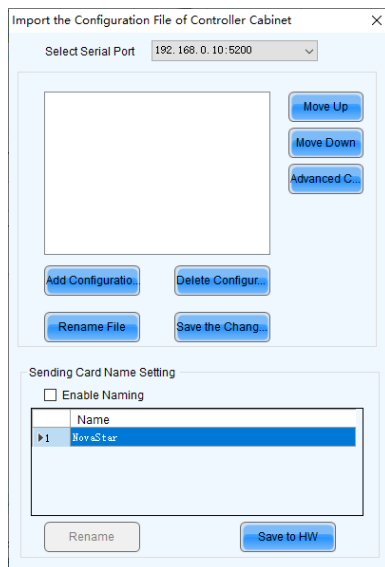 Import the Configuration File of Controller Cabinet
Select Serial Port 192.168.0.10:5200
Move Up
Move Down
Advanced C...
Add Configuratio... Delete Configur...
Rename File Save the Chang...
Sending Card Name Setting
Enable Naming
Name
1 NovaStar
Rename Save to HW